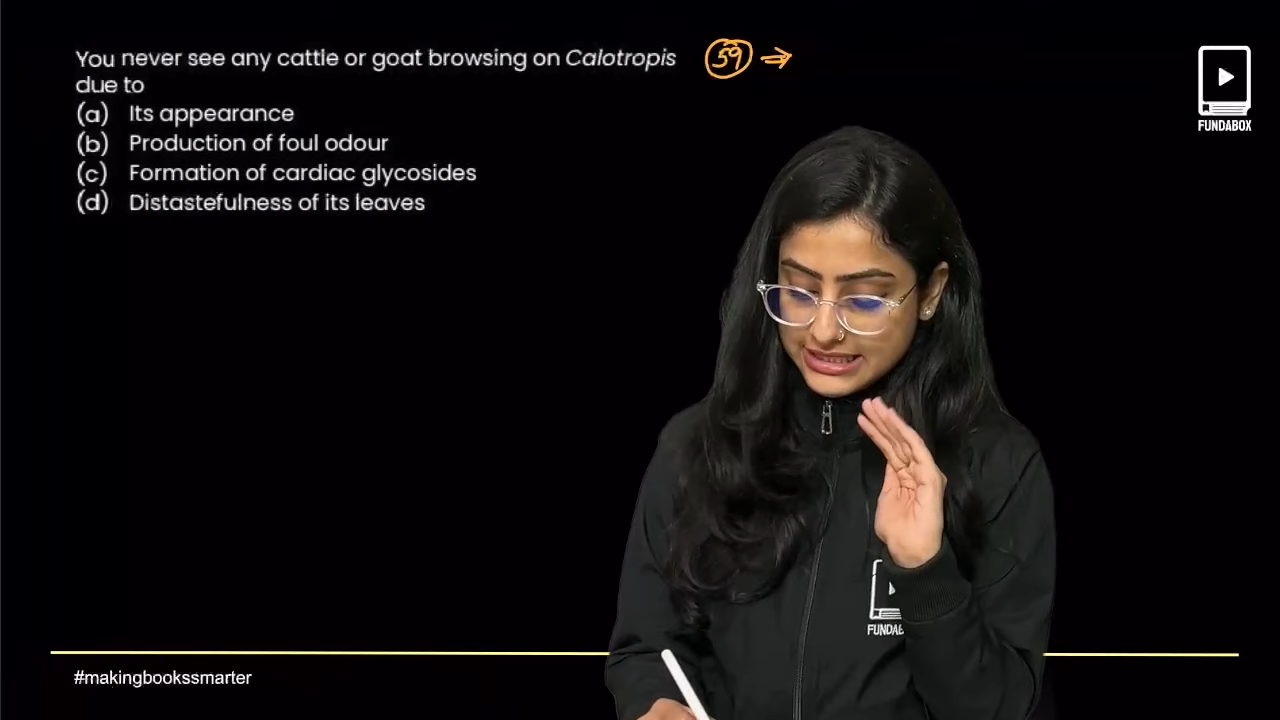 You never see any cattle or goat browsing on Calotropis
due to
(a) Its appearance
(b) Production of foul odour
(c) Formation of cardiac glycosides
(d) Distastefulness of its leaves
59 ⇒
FUNDABOX
FUNDAB
#makingbookssmarter